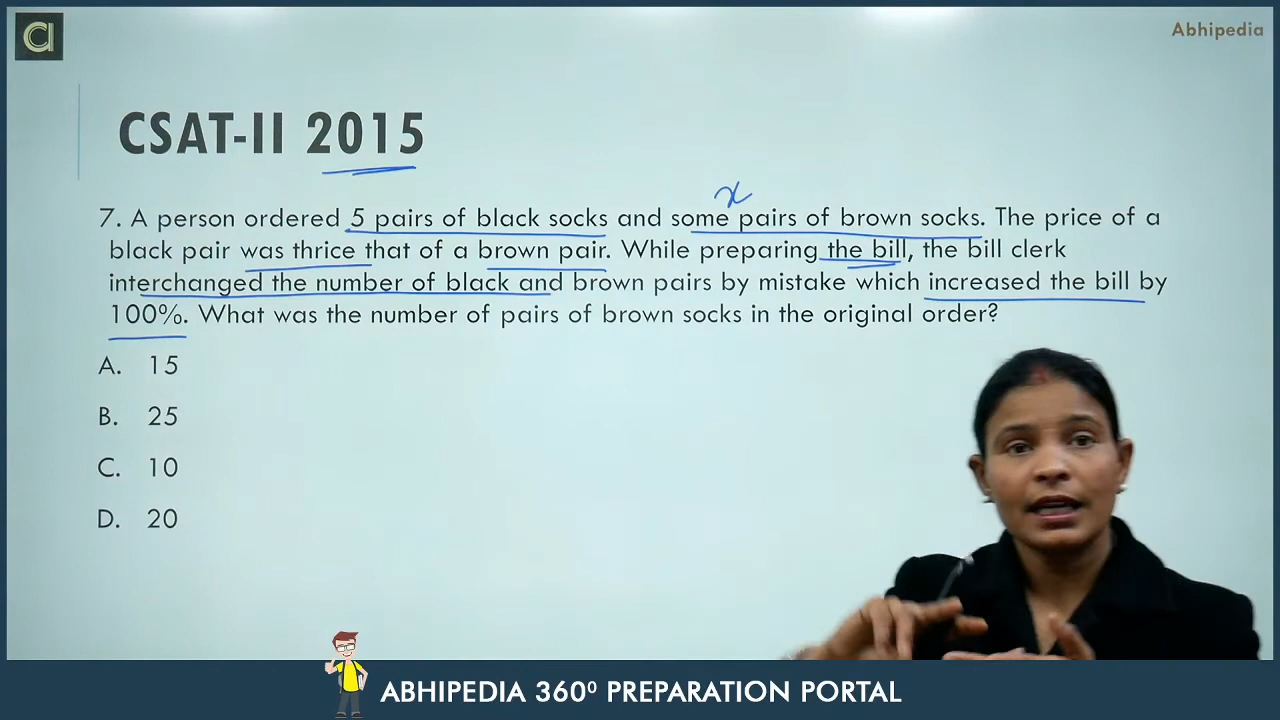 Abhipedia
CSAT-II 2015
x
7. A person ordered 5 pairs of black socks and some pairs of brown socks. The price of a
black pair was thrice that of a brown pair. While preparing the bill, the bill clerk
interchanged the number of black and brown pairs by mistake which increased the bill by
100%. What was the number of pairs of brown socks in the original order?
A. 15
B. 25
C. 10
D. 20
ABHIPEDIA 360⁰ PREPARATION PORTAL